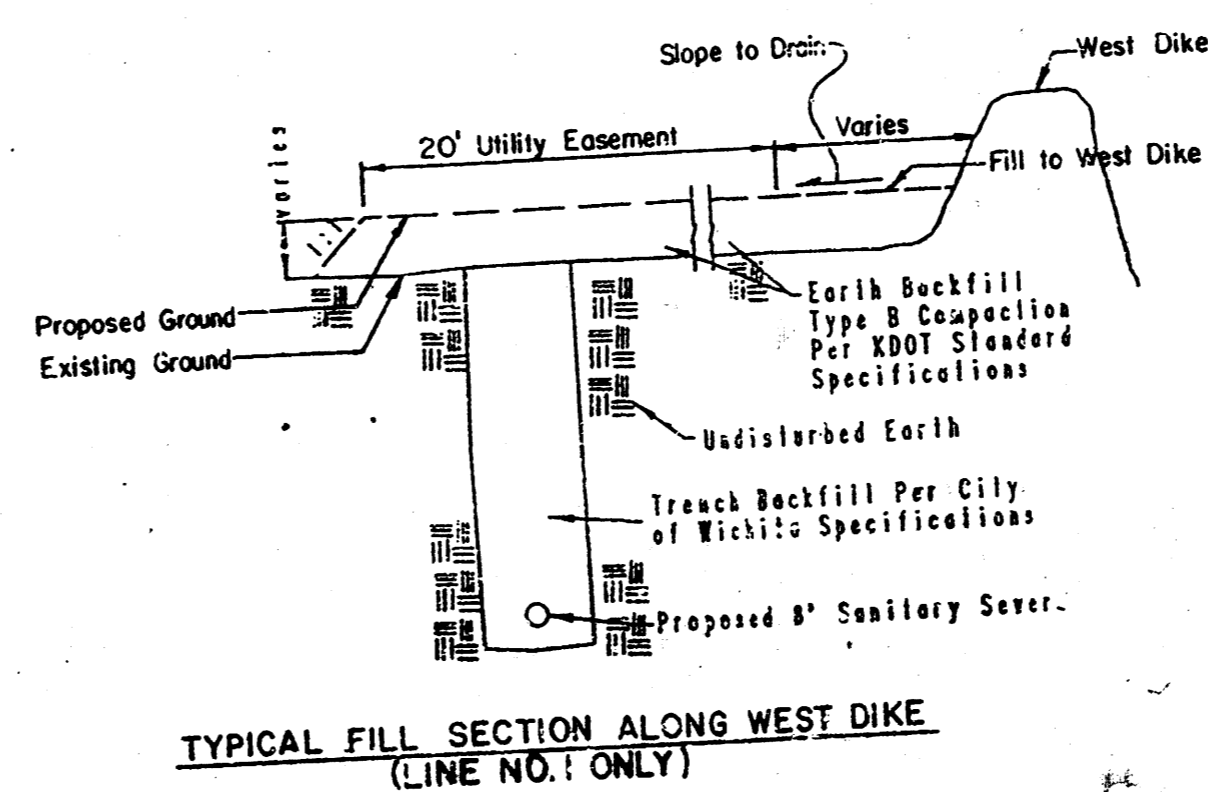 Slope to Drain
West Dike
varies
20' Utility Easement
Varies
Fill to West Dike
1:1
Proposed Ground
Existing Ground
Earth Backfill
Type B Compaction
Per KDOT Standard
Specifications
Undisturbed Earth
Trench Backfill Per City
of Wichita Specifications
Proposed 8" Sanitary Sewer
TYPICAL FILL SECTION ALONG WEST DIKE
(LINE NO. 1 ONLY)